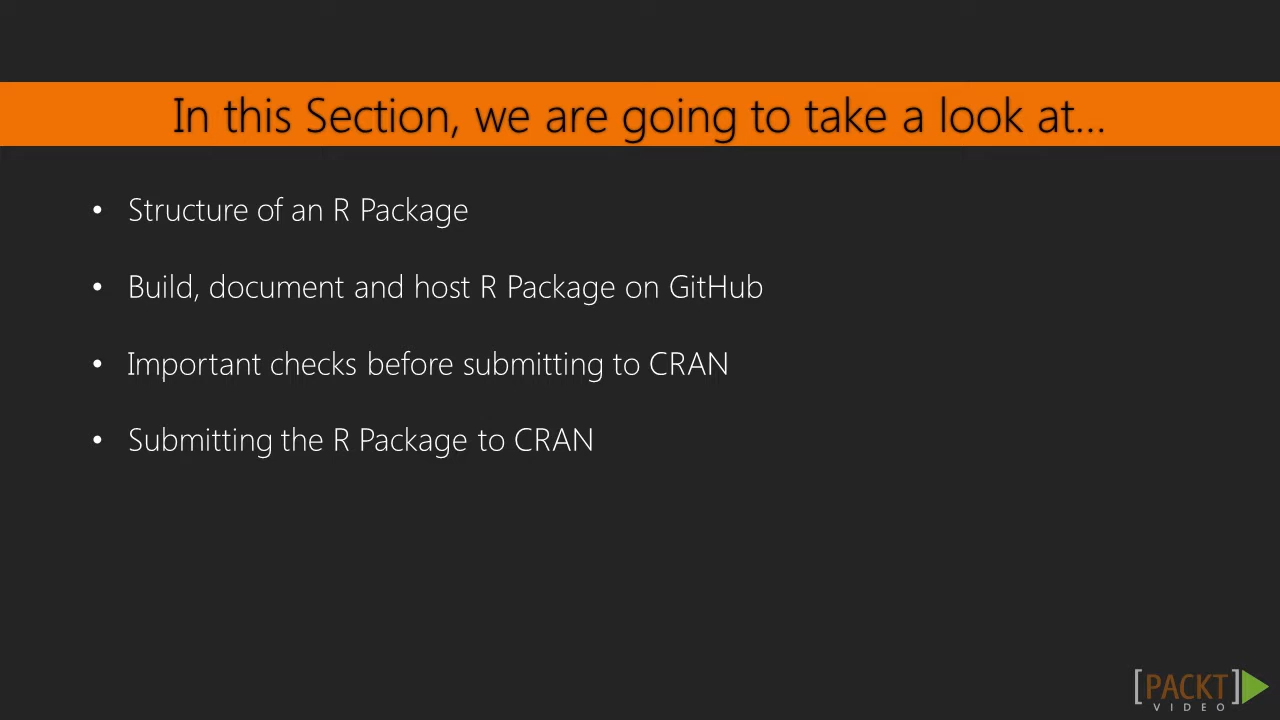 In this Section, we are going to take a look at...
• Structure of an R Package
• Build, document and host R Package on GitHub
• Important checks before submitting to CRAN
• Submitting the R Package to CRAN
[PACKT]
VIDEO